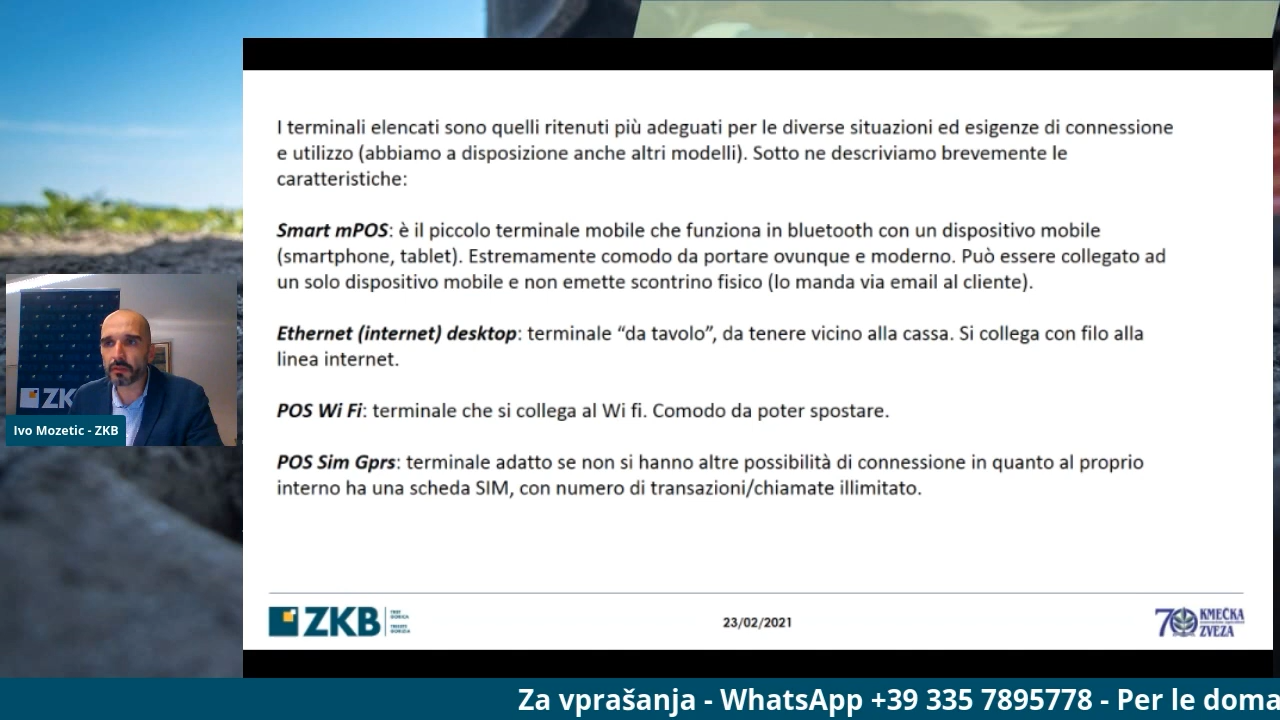 I terminali elencati sono quelli ritenuti più adeguati per le diverse situazioni ed esigenze di connessione
e utilizzo (abbiamo a disposizione anche altri modelli). Sotto ne descriviamo brevemente le
caratteristiche:
Smart mPOS: è il piccolo terminale mobile che funziona in bluetooth con un dispositivo mobile
(smartphone, tablet). Estremamente comodo da portare ovunque e moderno. Può essere collegato ad
un solo dispositivo mobile e non emette scontrino fisico (lo manda via email al cliente).
Ethernet (internet) desktop: terminale “da tavolo”, da tenere vicino alla cassa. Si collega con filo alla
linea internet.
POS Wi Fi: terminale che si collega al Wi fi. Comodo da poter spostare.
POS Sim Gprs: terminale adatto se non si hanno altre possibilità di connessione in quanto al proprio
interno ha una scheda SIM, con numero di transazioni/chiamate illimitato.
ZK
Ivo Mozetic - ZKB
ZKB
TRST
GORICA
TRIESTE
GORIZIA
23/02/2021
70 KMEČKA
ZVEZA
Za vprašanja - WhatsApp +39 335 7895778 - Per le doma